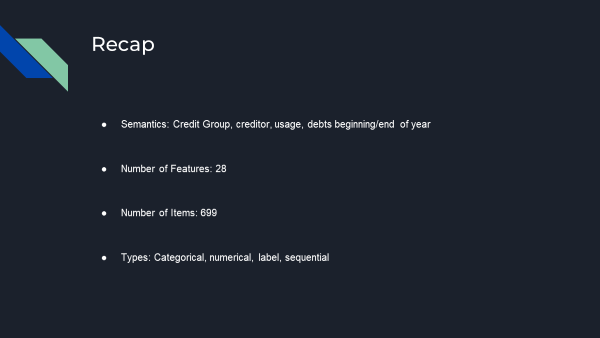 Recap
● Semantics: Credit Group, creditor, usage, debts beginning/end of year
● Number of Features: 28
● Number of Items: 699
● Types: Categorical, numerical, label, sequential